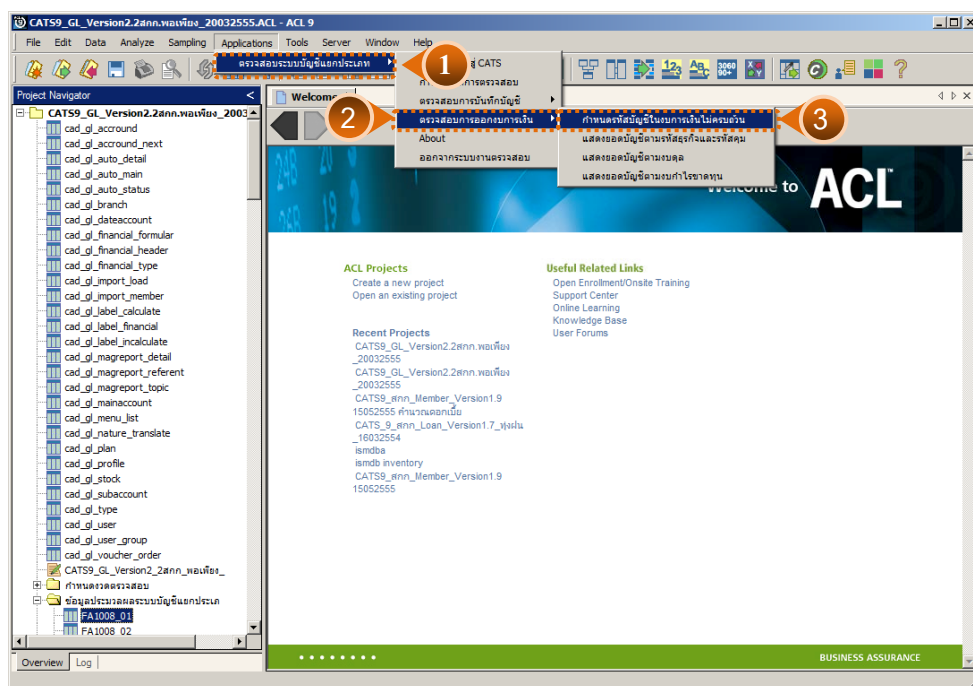 CATS9_GL_Version2.2สกก.พอเพียง_20032555.ACL - ACL 9
File Edit Data Analyze Sampling Applications Tools Server Window Help
ตรวจสอบระบบบัญชีแยกประเภท
1
สู่ CATS
ตรวจสอบการบันทึกบัญชี
2
ตรวจสอบการออกงบการเงิน
กำหนดรหัสบัญชีในงบการเงินไม่ครบถ้วน
3
About
แสดงยอดบัญชีตามรหัสธุรกิจและรหัสคุม
ออกจากระบบงานตรวจสอบ
แสดงยอดบัญชีตามงบดุล
แสดงยอดบัญชีตามงบกำไรขาดทุน
Project Navigator <
CATS9_GL_Version2.2สกก.พอเพียง_2003
cad_gl_accround
cad_gl_accround_next
cad_gl_auto_detail
cad_gl_auto_main
cad_gl_auto_status
cad_gl_branch
cad_gl_dateaccount
cad_gl_financial_formular
cad_gl_financial_header
cad_gl_financial_type
cad_gl_import_load
cad_gl_import_member
cad_gl_label_calculate
cad_gl_label_financial
cad_gl_label_incalculate
cad_gl_magreport_detail
cad_gl_magreport_referent
cad_gl_magreport_topic
cad_gl_mainaccount
cad_gl_menu_list
cad_gl_nature_translate
cad_gl_plan
cad_gl_profile
cad_gl_stock
cad_gl_subaccount
cad_gl_type
cad_gl_user
cad_gl_user_group
cad_gl_voucher_order
CATS9_GL_Version2_2สกก_พอเพียง_
กำหนดงวดตรวจสอบ
ข้อมูลประมวลผลระบบบัญชีแยกประเภ
FA1008_01
FA1008_02
Overview Log
Welcome
Welcome to ACL
ACL Projects
Create a new project
Open an existing project
Recent Projects
CATS9_GL_Version2.2สกก.พอเพียง
_20032555
CATS9_GL_Version2.2สกก.พอเพียง
_20032555
CATS9_สกก_Member_Version1.9
15052555 คำนวณดอกเบี้ย
CATS_9_สกก_Loan_Version1.7_ทุ่งฝน
_16032554
ismdba
ismdb inventory
CATS9_สกก_Member_Version1.9
15052555
Useful Related Links
Open Enrollment/Onsite Training
Support Center
Online Learning
Knowledge Base
User Forums
BUSINESS ASSURANCE